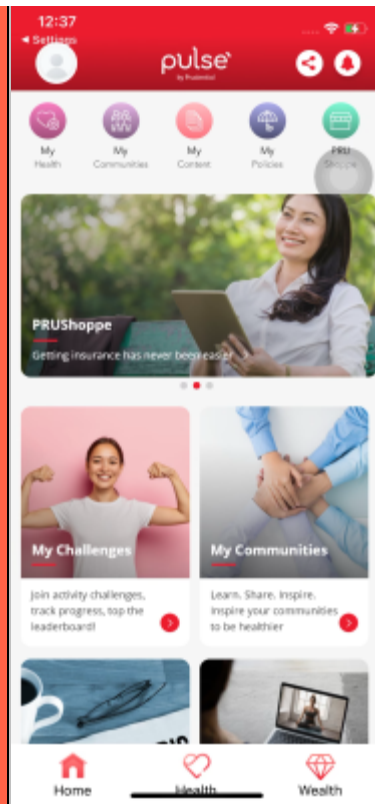 12:37
◀ Settings
pulse
by Prudential
My
Health
My
Communities
My
Content
My
Policies
PRU
Shoppe
PRUShoppe
Getting insurance has never been easier
My Challenges
Join activity challenges,
track progress, top the
leaderboard!
My Communities
Learn. Share. Inspire.
Inspire your communities
to be healthier
Home
Health
Wealth